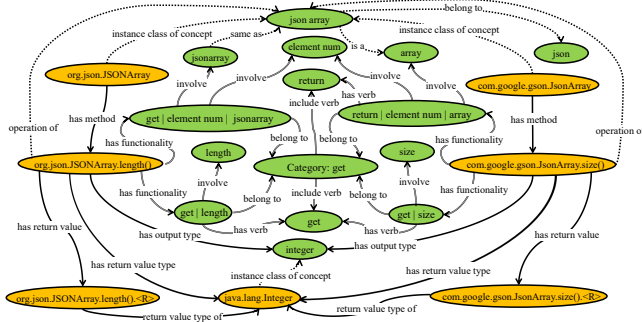 json array
belong to
instance class of concept
same as
element num
is a
instance class of concept
jsonarray
array
json
org.json.JSONArray
involve
involve
return
involve
involve
com.google.gson.JsonArray
has verb
include verb
has method
get | element num | jsonarray
return | element num | array
has method
operation of
has functionality
belong to
belong to
has functionality
operation of
length
size
org.json.JSONArray.length()
Category: get
com.google.gson.JsonArray.size()
has functionality
involve
belong to
include verb
belong to
involve
has functionality
get | length
get | size
has return value
has verb
get
has verb
has return value
has output type
integer
has output type
has return value type
has return value type
instance class of concept
org.json.JSONArray.length().<R>
java.lang.Integer
com.google.gson.JsonArray.size().<R>
return value type of
return value type of